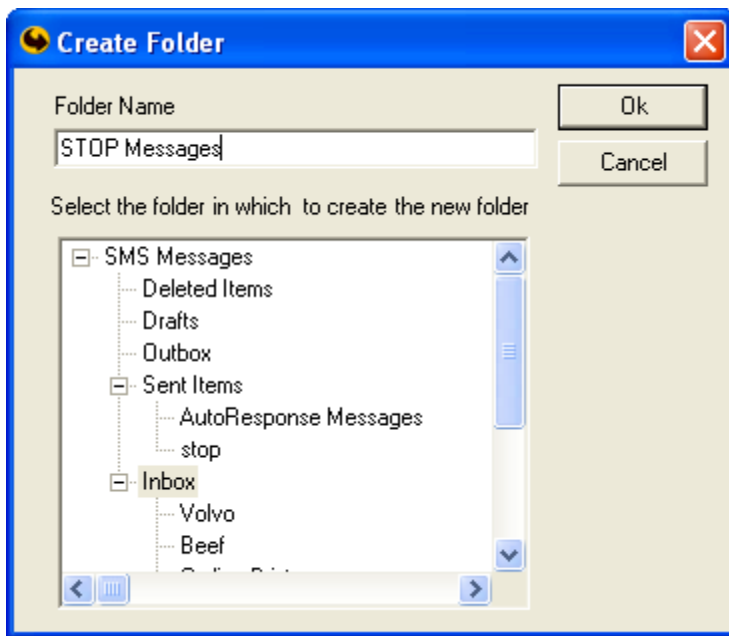 Create Folder
Folder Name
Ok
STOP Messages
Cancel
Select the folder in which to create the new folder
SMS Messages
Deleted Items
Drafts
Outbox
Sent Items
AutoResponse Messages
stop
Inbox
Volvo
Beef